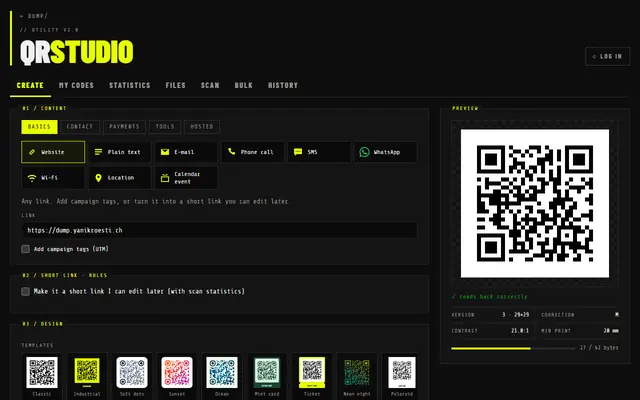 ← DUMP/
// UTILITY V2.0
QRSTUDIO
LOG IN
CREATE MY CODES STATISTICS FILES SCAN BULK HISTORY
01 / CONTENT
BASICS CONTACT PAYMENTS TOOLS HOSTED
Website Plain text E-mail Phone call SMS WhatsApp
Wi-Fi Location Calendar event
Any link. Add campaign tags, or turn it into a short link you can edit later.
LINK
https://dump.yanikroesti.ch
Add campaign tags (UTM)
02 / SHORT LINK · RULES
Make it a short link I can edit later (with scan statistics)
03 / DESIGN
TEMPLATES
Classic Industrial Soft dots Sunset Ocean Mint card Ticket Neon night Polaroid
PREVIEW
✓ reads back correctly
VERSION 3 · 29×29 CORRECTION M
CONTRAST 21.0:1 MIN PRINT 20 mm
27 / 42 bytes